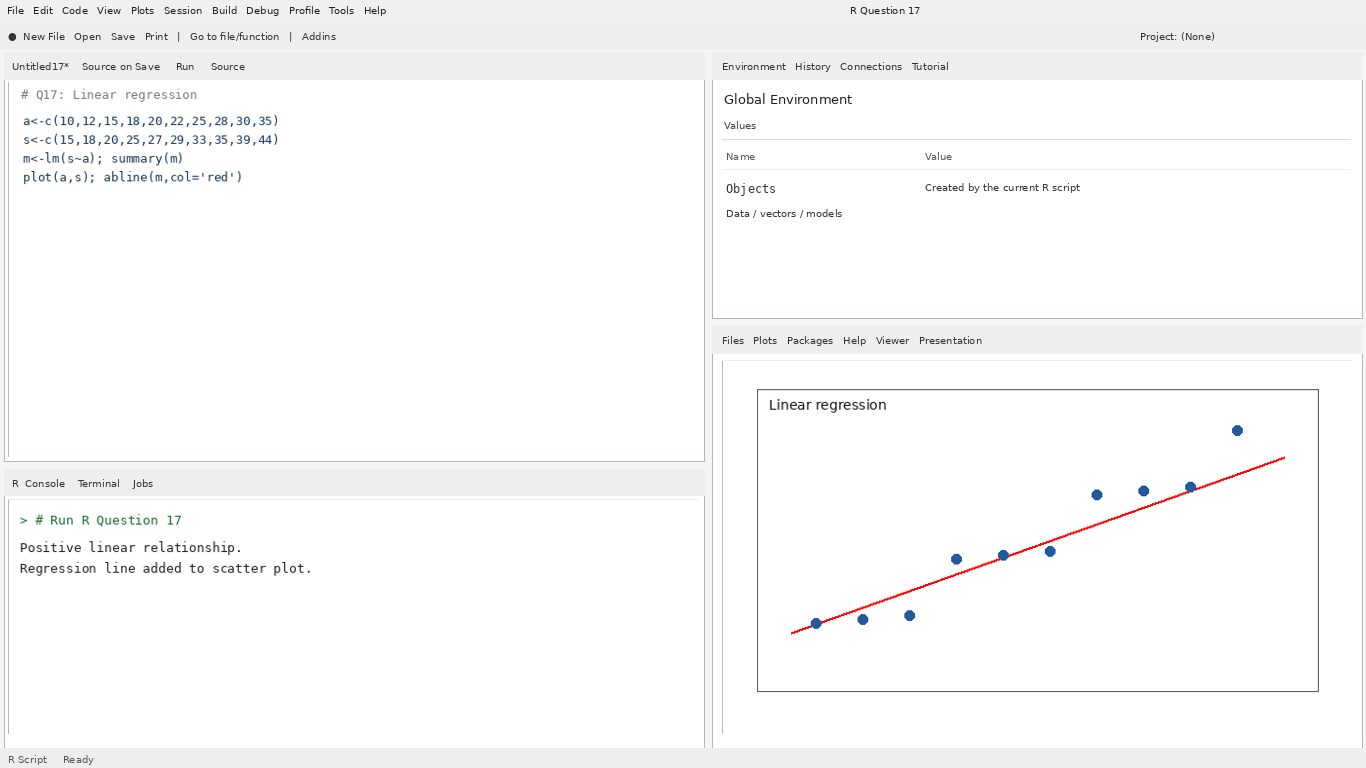 File Edit Code View Plots Session Build Debug Profile Tools Help
R Question 17
● New File Open Save Print | Go to file/function | Addins
Project: (None)
Untitled17* Source on Save Run Source
# Q17: Linear regression
a<-c(10,12,15,18,20,22,25,28,30,35)
s<-c(15,18,20,25,27,29,33,35,39,44)
m<-lm(s~a); summary(m)
plot(a,s); abline(m,col='red')
R Console Terminal Jobs
> # Run R Question 17
Positive linear relationship.
Regression line added to scatter plot.
Environment History Connections Tutorial
Global Environment
Values
Name Value
Objects Created by the current R script
Data / vectors / models
Files Plots Packages Help Viewer Presentation
Linear regression
R Script Ready